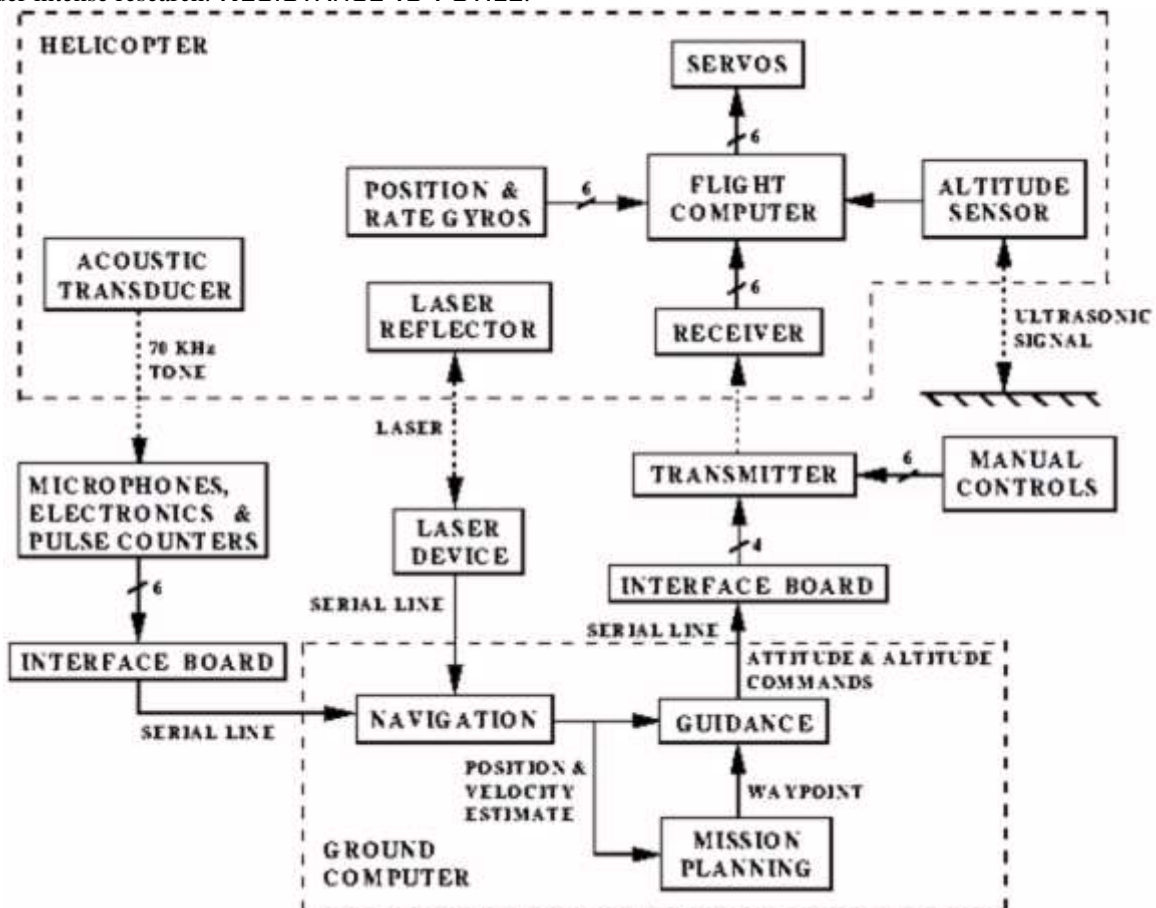 HELICOPTER
SERVOS
6
POSITION &
RATE GYROS
6
FLIGHT
COMPUTER
ALTITUDE
SENSOR
ACOUSTIC
TRANSDUCER
LASER
REFLECTOR
6
RECEIVER
ULTRASONIC
SIGNAL
70 KHz
TONE
LASER
MICROPHONES,
ELECTRONICS &
PULSE COUNTERS
TRANSMITTER
6
MANUAL
CONTROLS
LASER
DEVICE
4
6
INTERFACE BOARD
SERIAL LINE
SERIAL LINE
INTERFACE BOARD
ATTITUDE & ALTITUDE
COMMANDS
NAVIGATION
GUIDANCE
SERIAL LINE
POSITION &
VELOCITY
ESTIMATE
WAYPOINT
MISSION
PLANNING
GROUND
COMPUTER